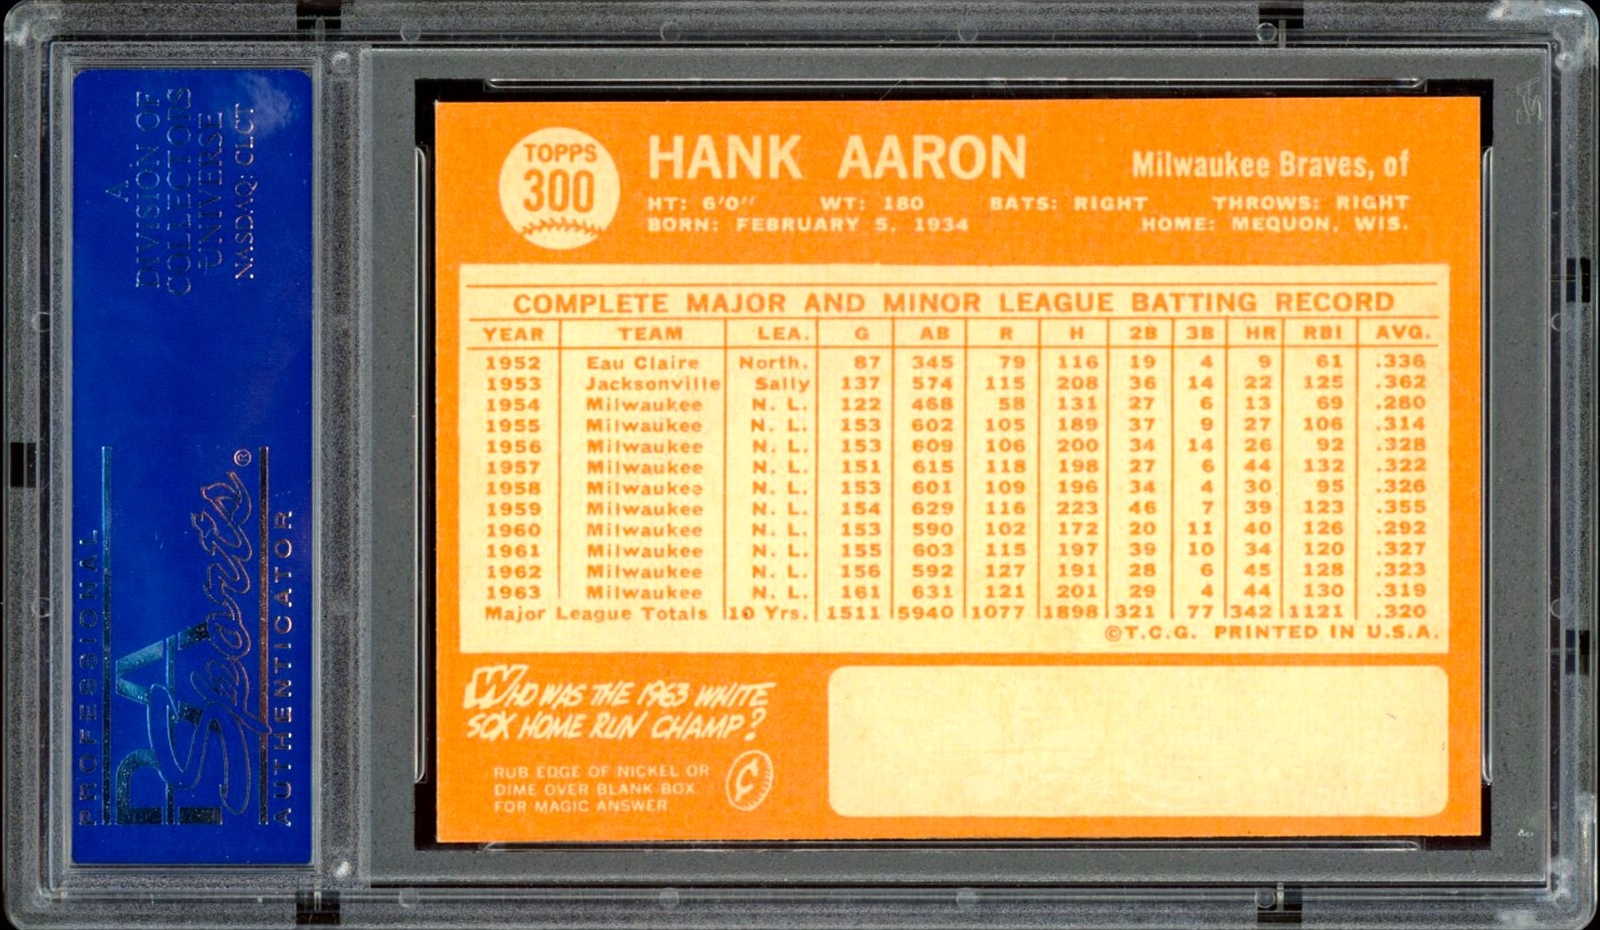 A
DIVISION OF
COLLECTORS
UNIVERSE
NASDAQ: CLCT
PROFESSIONAL
PSA
Sports®
AUTHENTICATOR
TOPPS
300
HANK AARON
Milwaukee Braves, of
HT: 6'0" WT: 180 BATS: RIGHT THROWS: RIGHT
BORN: FEBRUARY 5, 1934 HOME: MEQUON, WIS.
COMPLETE MAJOR AND MINOR LEAGUE BATTING RECORD
YEAR TEAM LEA. G AB R H 2B 3B HR RBI AVG.
1952 Eau Claire North. 87 345 79 116 19 4 9 61 .336
1953 Jacksonville Sally 137 574 115 208 36 14 22 125 .362
1954 Milwaukee N. L. 122 468 58 131 27 6 13 69 .280
1955 Milwaukee N. L. 153 602 105 189 37 9 27 106 .314
1956 Milwaukee N. L. 153 609 106 200 34 14 26 92 .328
1957 Milwaukee N. L. 151 615 118 198 27 6 44 132 .322
1958 Milwaukee N. L. 153 601 109 196 34 4 30 95 .326
1959 Milwaukee N. L. 154 629 116 223 46 7 39 123 .355
1960 Milwaukee N. L. 153 590 102 172 20 11 40 126 .292
1961 Milwaukee N. L. 155 603 115 197 39 10 34 120 .327
1962 Milwaukee N. L. 156 592 127 191 28 6 45 128 .323
1963 Milwaukee N. L. 161 631 121 201 29 4 44 130 .319
Major League Totals 10 Yrs. 1511 5940 1077 1898 321 77 342 1121 .320
©T.C.G. PRINTED IN U.S.A.
WHO WAS THE 1963 WHITE
SOX HOME RUN CHAMP?
RUB EDGE OF NICKEL OR
DIME OVER BLANK BOX
FOR MAGIC ANSWER
¢